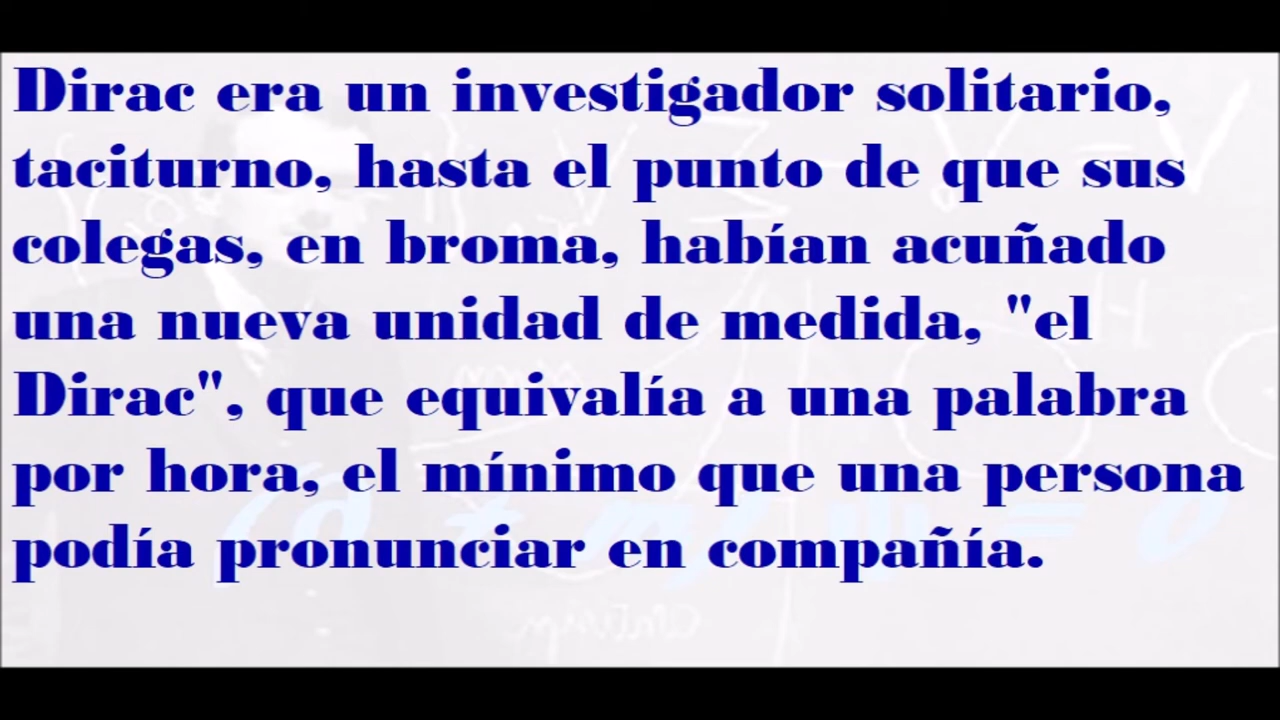 Dirac era un investigador solitario,
taciturno, hasta el punto de que sus
colegas, en broma, habían acuñado
una nueva unidad de medida, "el
Dirac", que equivalía a una palabra
por hora, el mínimo que una persona
podía pronunciar en compañía.